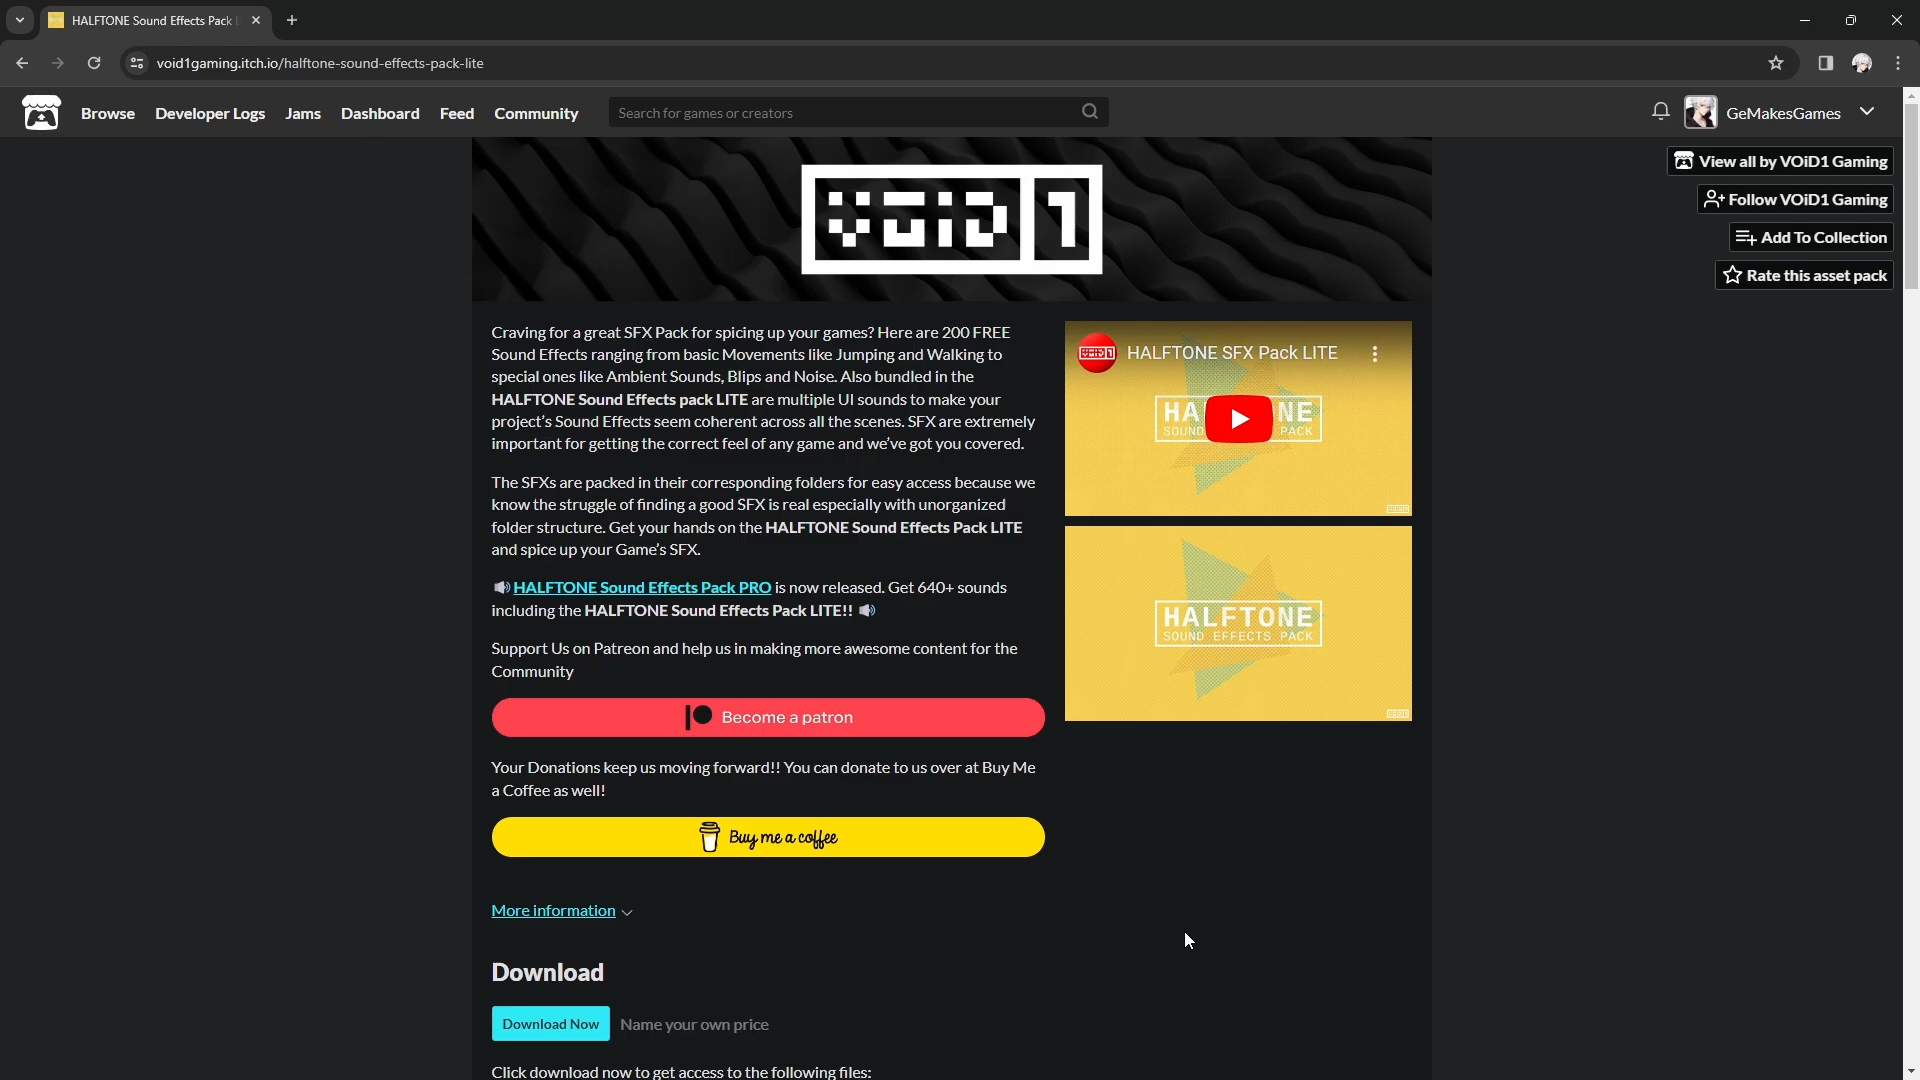 HALFTONE Sound Effects Pack
void1gaming.itch.io/halftone-sound-effects-pack-lite
Browse Developer Logs Jams Dashboard Feed Community Search for games or creators GeMakesGames
View all by VOiD1 Gaming
Follow VOiD1 Gaming
Add To Collection
Rate this asset pack
VOiD 1
Craving for a great SFX Pack for spicing up your games? Here are 200 FREE
Sound Effects ranging from basic Movements like Jumping and Walking to
special ones like Ambient Sounds, Blips and Noise. Also bundled in the
HALFTONE Sound Effects pack LITE are multiple UI sounds to make your
project's Sound Effects seem coherent across all the scenes. SFX are extremely
important for getting the correct feel of any game and we've got you covered.
The SFXs are packed in their corresponding folders for easy access because we
know the struggle of finding a good SFX is real especially with unorganized
folder structure. Get your hands on the HALFTONE Sound Effects Pack LITE
and spice up your Game's SFX.
HALFTONE Sound Effects Pack PRO is now released. Get 640+ sounds
including the HALFTONE Sound Effects Pack LITE!!
Support Us on Patreon and help us in making more awesome content for the
Community
Become a patron
Your Donations keep us moving forward!! You can donate to us over at Buy Me
a Coffee as well!
Buy me a coffee
More information
Download
Download Now Name your own price
Click download now to get access to the following files:
VOiD1 HALFTONE SFX Pack LITE
HA NE
SOUND PACK
VOiD1
HALFTONE
SOUND EFFECTS PACK
VOiD1